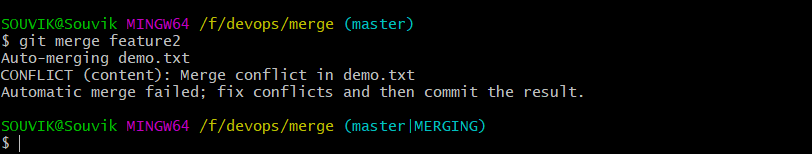 SOUVIK@Souvik MINGW64 /f/devops/merge (master)
$ git merge feature2
Auto-merging demo.txt
CONFLICT (content): Merge conflict in demo.txt
Automatic merge failed; fix conflicts and then commit the result.
SOUVIK@Souvik MINGW64 /f/devops/merge (master|MERGING)
$